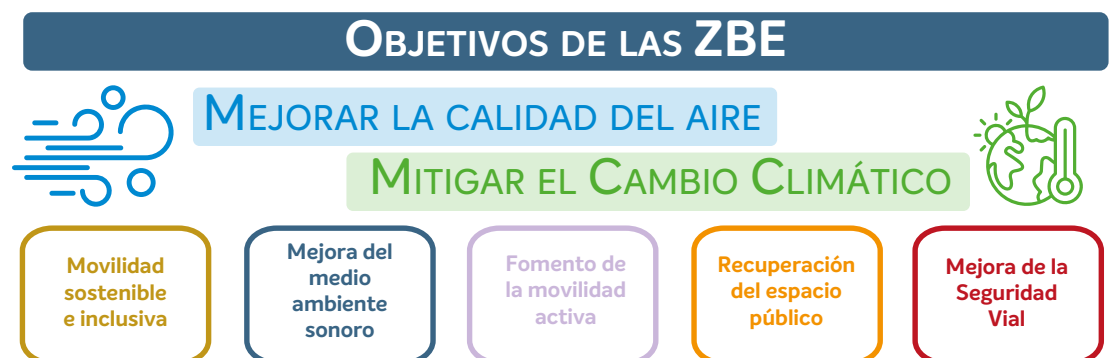 OBJETIVOS DE LAS ZBE
MEJORAR LA CALIDAD DEL AIRE
MITIGAR EL CAMBIO CLIMÁTICO
Movilidad
sostenible
e inclusiva
Mejora del
medio
ambiente
sonoro
Fomento de
la movilidad
activa
Recuperación
del espacio
público
Mejora de la
Seguridad
Vial